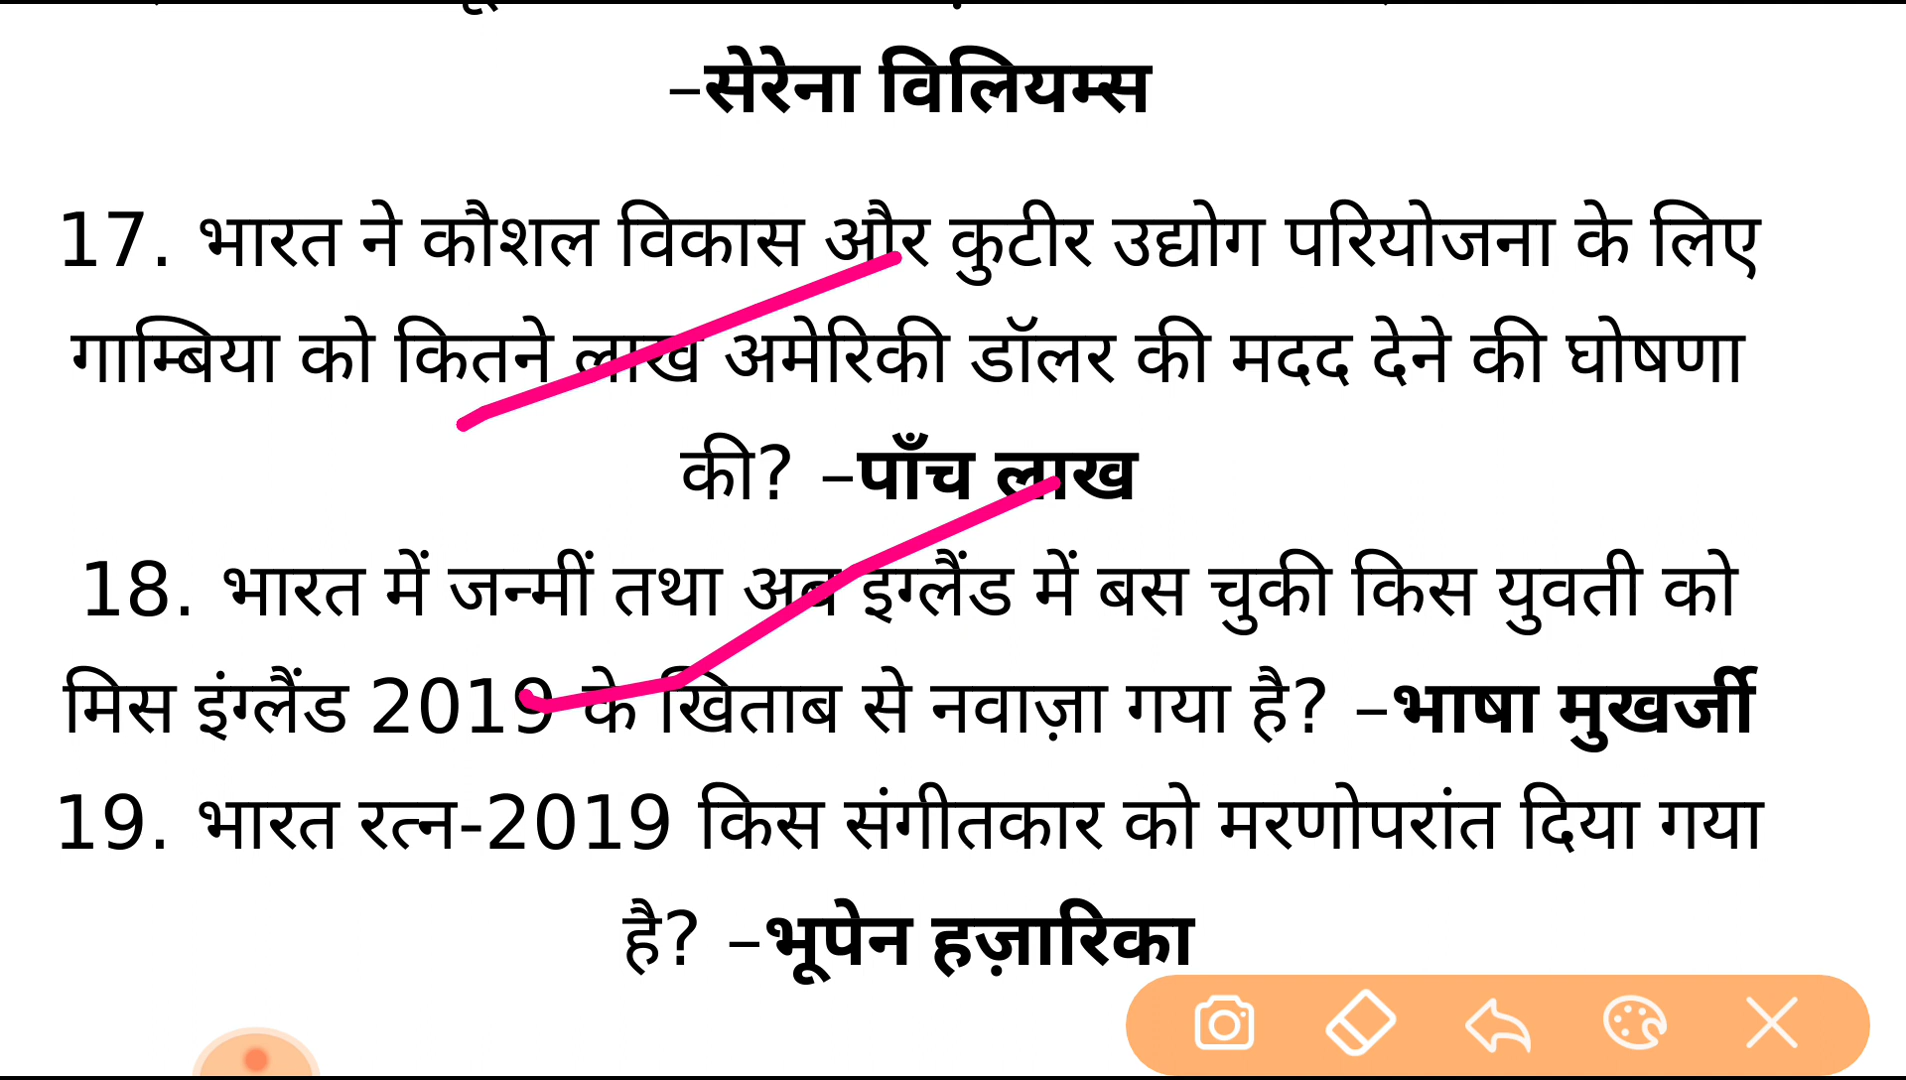 –सेरेना विलियम्स
17. भारत ने कौशल विकास और कुटीर उद्योग परियोजना के लिए
गाम्बिया को कितने लाख अमेरिकी डॉलर की मदद देने की घोषणा
की? –पाँच लाख
18. भारत में जन्मीं तथा अब इग्लैंड में बस चुकी किस युवती को
मिस इंग्लैंड 2019 के खिताब से नवाज़ा गया है? –भाषा मुखर्जी
19. भारत रत्न-2019 किस संगीतकार को मरणोपरांत दिया गया
है? –भूपेन हज़ारिका